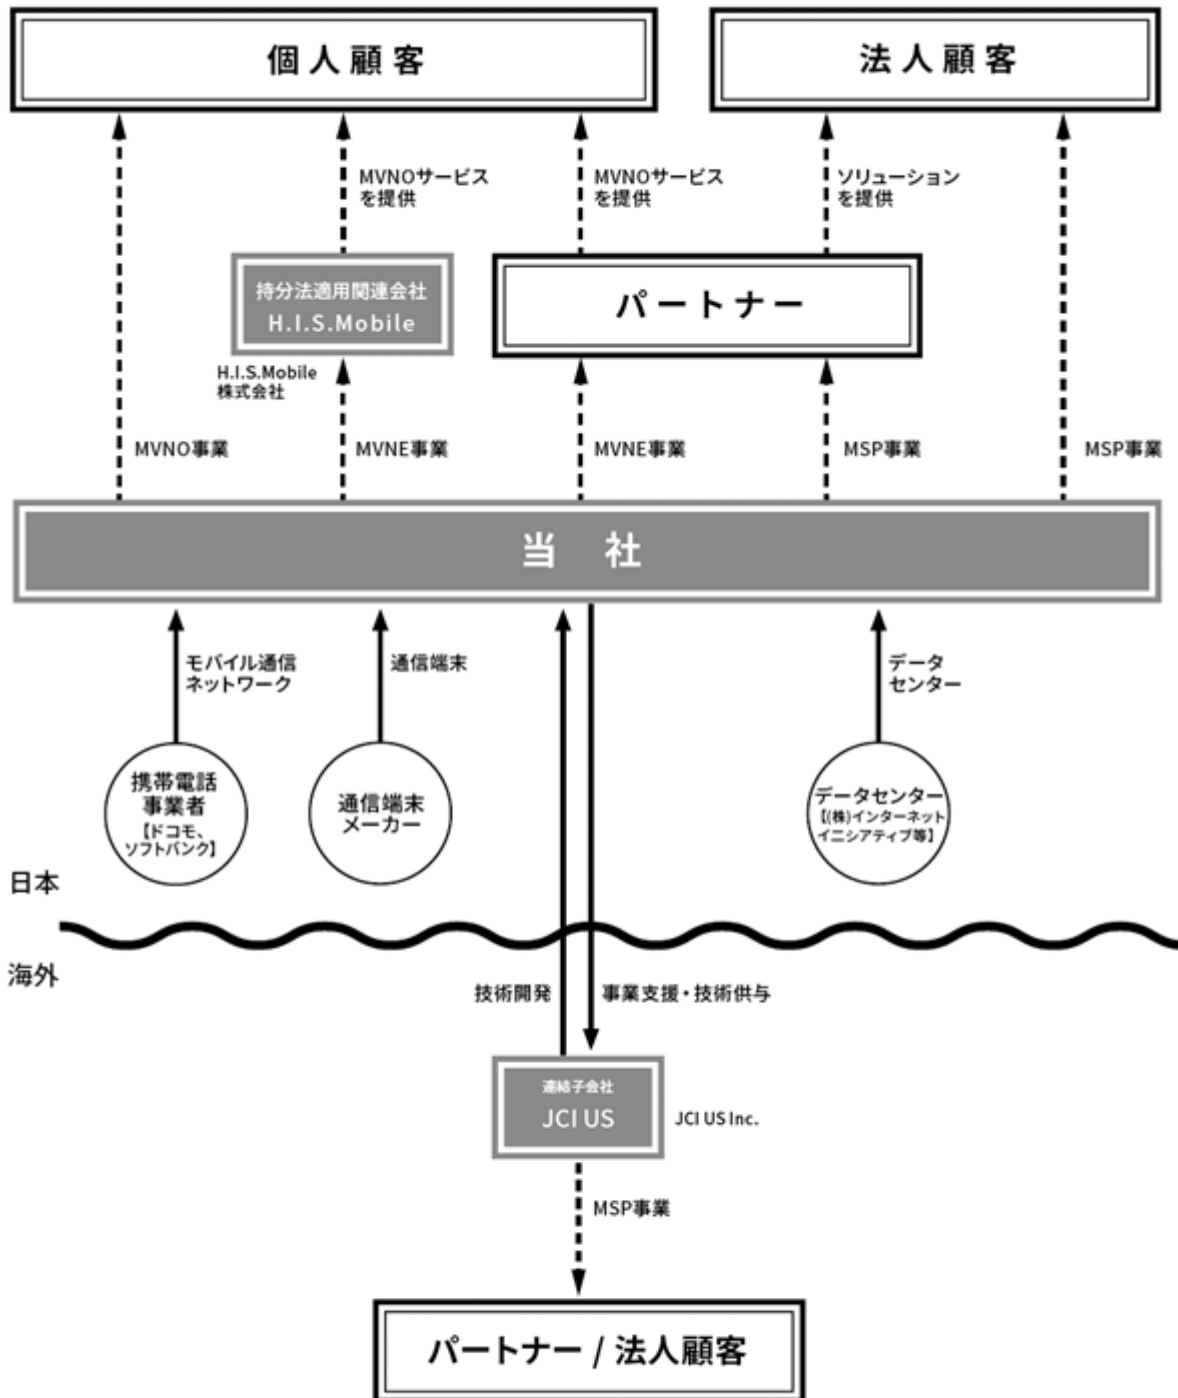 個人顧客
法人顧客
MVNOサービス
を提供
MVNOサービス
を提供
ソリューション
を提供
持分法適用関連会社
H.I.S.Mobile
パートナー
H.I.S.Mobile
株式会社
MVNO事業
MVNE事業
MVNE事業
MSP事業
MSP事業
当社
モバイル通信
ネットワーク
通信端末
データ
センター
携帯電話
事業者
【ドコモ、
ソフトバンク】
通信端末
メーカー
データセンター
【(株)インターネット
イニシアティブ等】
日本
海外
技術開発
事業支援・技術供与
連結子会社
JCI US
JCI US Inc.
MSP事業
パートナー / 法人顧客